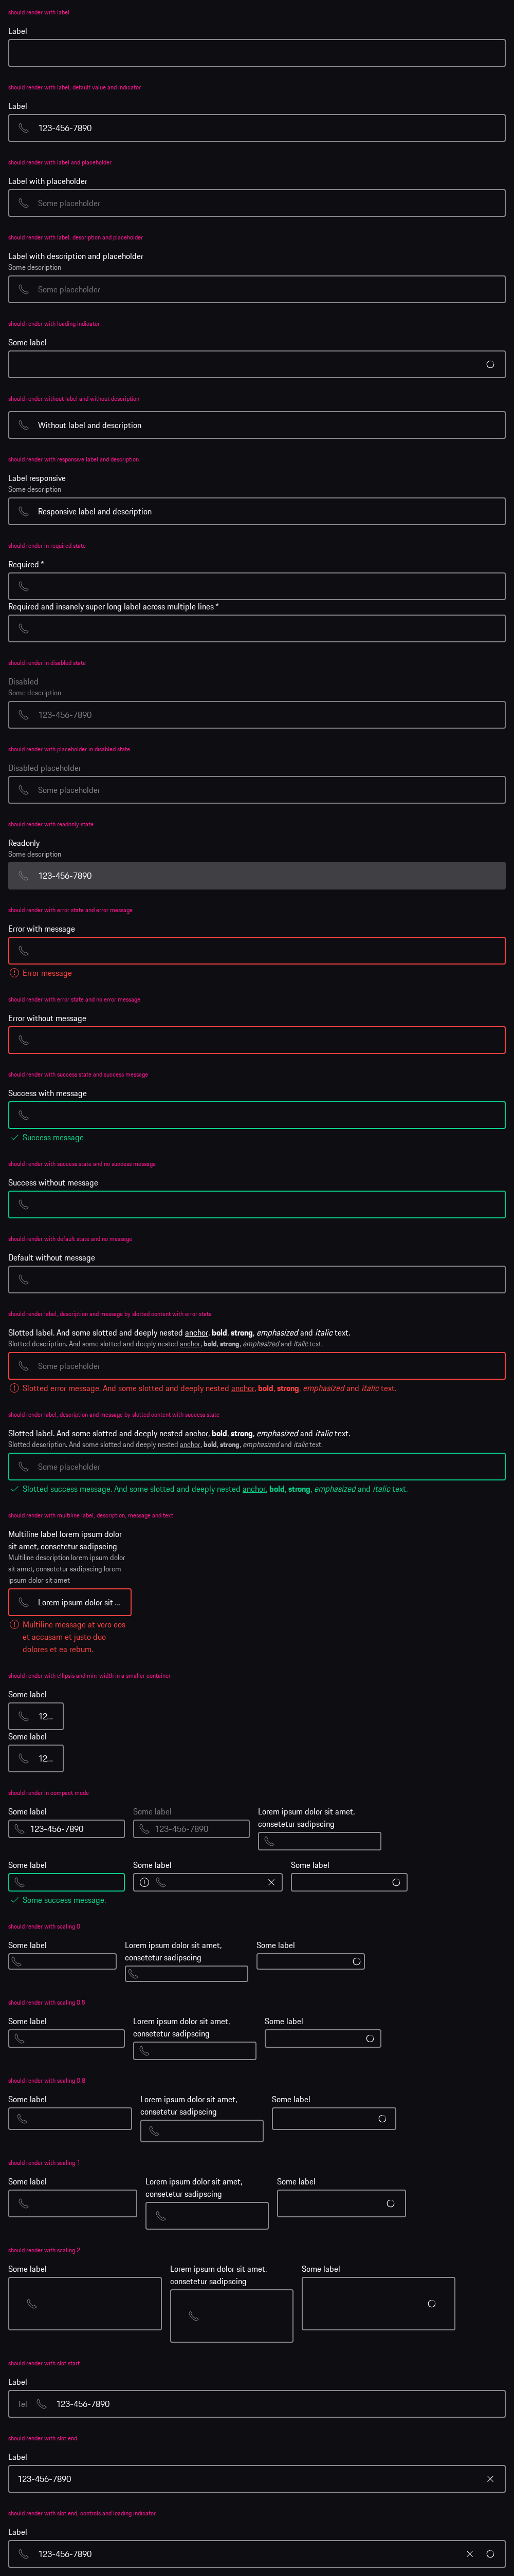 should render with label
Label
should render with label, default value and indicator
Label
123-456-7890
should render with label and placeholder
Label with placeholder
Some placeholder
should render with label, description and placeholder
Label with description and placeholder
Some description
Some placeholder
should render with loading indicator
Some label
should render without label and without description
Without label and description
should render with responsive label and description
Label responsive
Some description
Responsive label and description
should render in required state
Required *
Required and insanely super long label across multiple lines *
should render in disabled state
Disabled
Some description
123-456-7890
should render with placeholder in disabled state
Disabled placeholder
Some placeholder
should render with readonly state
Readonly
Some description
123-456-7890
should render with error state and error message
Error with message
Error message
should render with error state and no error message
Error without message
should render with success state and success message
Success with message
Success message
should render with success state and no success message
Success without message
should render with default state and no message
Default without message
should render label, description and message by slotted content with error state
Slotted label. And some slotted and deeply nested anchor, bold, strong, emphasized and italic text.
Slotted description. And some slotted and deeply nested anchor, bold, strong, emphasized and italic text.
Some placeholder
Slotted error message. And some slotted and deeply nested anchor, bold, strong, emphasized and italic text.
should render label, description and message by slotted content with success state
Slotted label. And some slotted and deeply nested anchor, bold, strong, emphasized and italic text.
Slotted description. And some slotted and deeply nested anchor, bold, strong, emphasized and italic text.
Some placeholder
Slotted success message. And some slotted and deeply nested anchor, bold, strong, emphasized and italic text.
should render with multiline label, description, message and text
Multiline label lorem ipsum dolor
sit amet, consetetur sadipscing
Multiline description lorem ipsum dolor
sit amet, consetetur sadipscing lorem
ipsum dolor sit amet
Lorem ipsum dolor sit ...
Multiline message at vero eos
et accusam et justo duo
dolores et ea rebum.
should render with ellipsis and min-width in a smaller container
Some label
12...
Some label
12...
should render in compact mode
Some label
123-456-7890
Some label
123-456-7890
Lorem ipsum dolor sit amet,
consetetur sadipscing
Some label
Some success message.
Some label
Some label
should render with scaling 0
Some label
Lorem ipsum dolor sit amet,
consetetur sadipscing
Some label
should render with scaling 0.5
Some label
Lorem ipsum dolor sit amet,
consetetur sadipscing
Some label
should render with scaling 0.8
Some label
Lorem ipsum dolor sit amet,
consetetur sadipscing
Some label
should render with scaling 1
Some label
Lorem ipsum dolor sit amet,
consetetur sadipscing
Some label
should render with scaling 2
Some label
Lorem ipsum dolor sit amet,
consetetur sadipscing
Some label
should render with slot start
Label
Tel 123-456-7890
should render with slot end
Label
123-456-7890
should render with slot end, controls and loading indicator
Label
123-456-7890